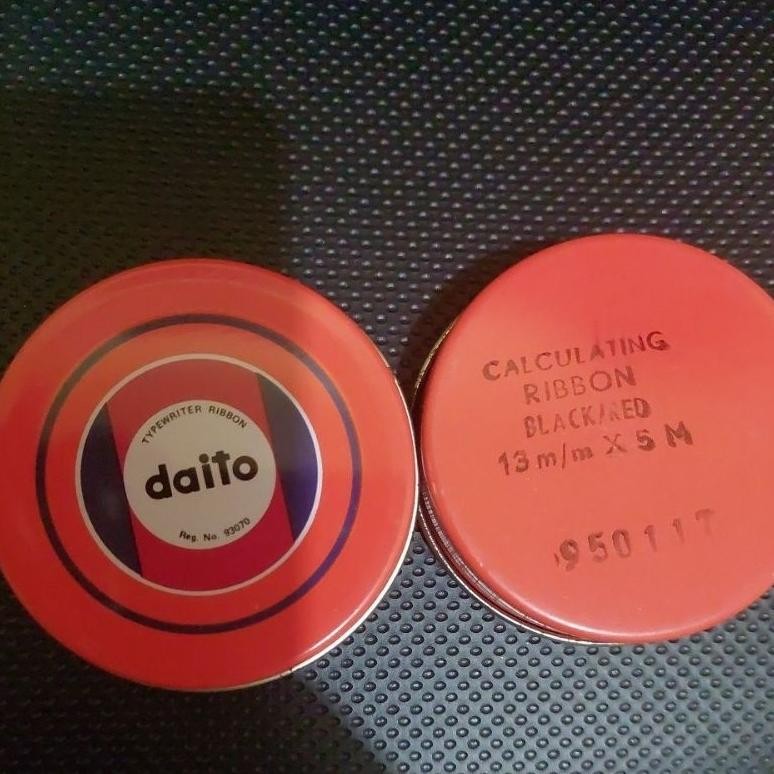 TYPEWRITER RIBBON
daito
Reg. No. 93070
CALCULATING
RIBBON
BLACK/RED
13 m/m X 5 M
950117